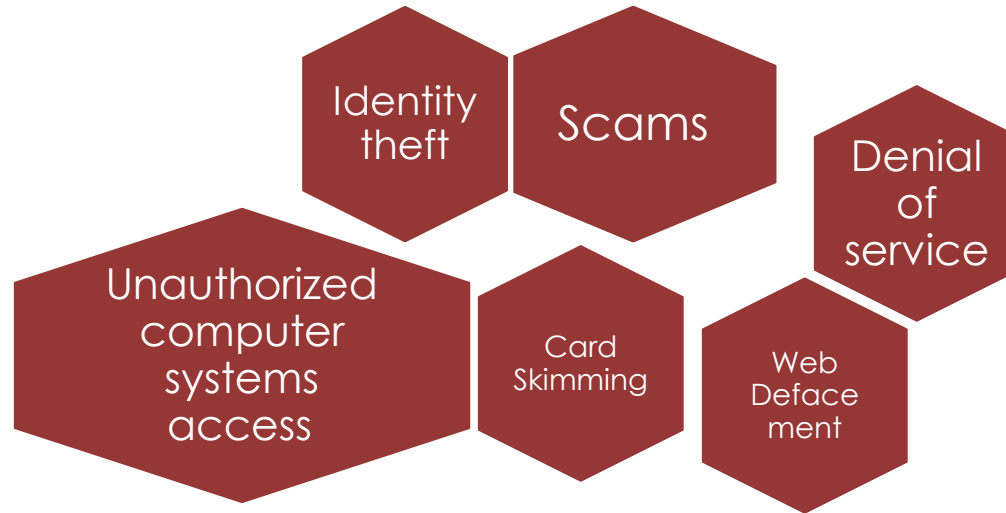 Identity
theft
Scams
Denial
of
service
Unauthorized
computer
systems
access
Card
Skimming
Web
Deface
ment